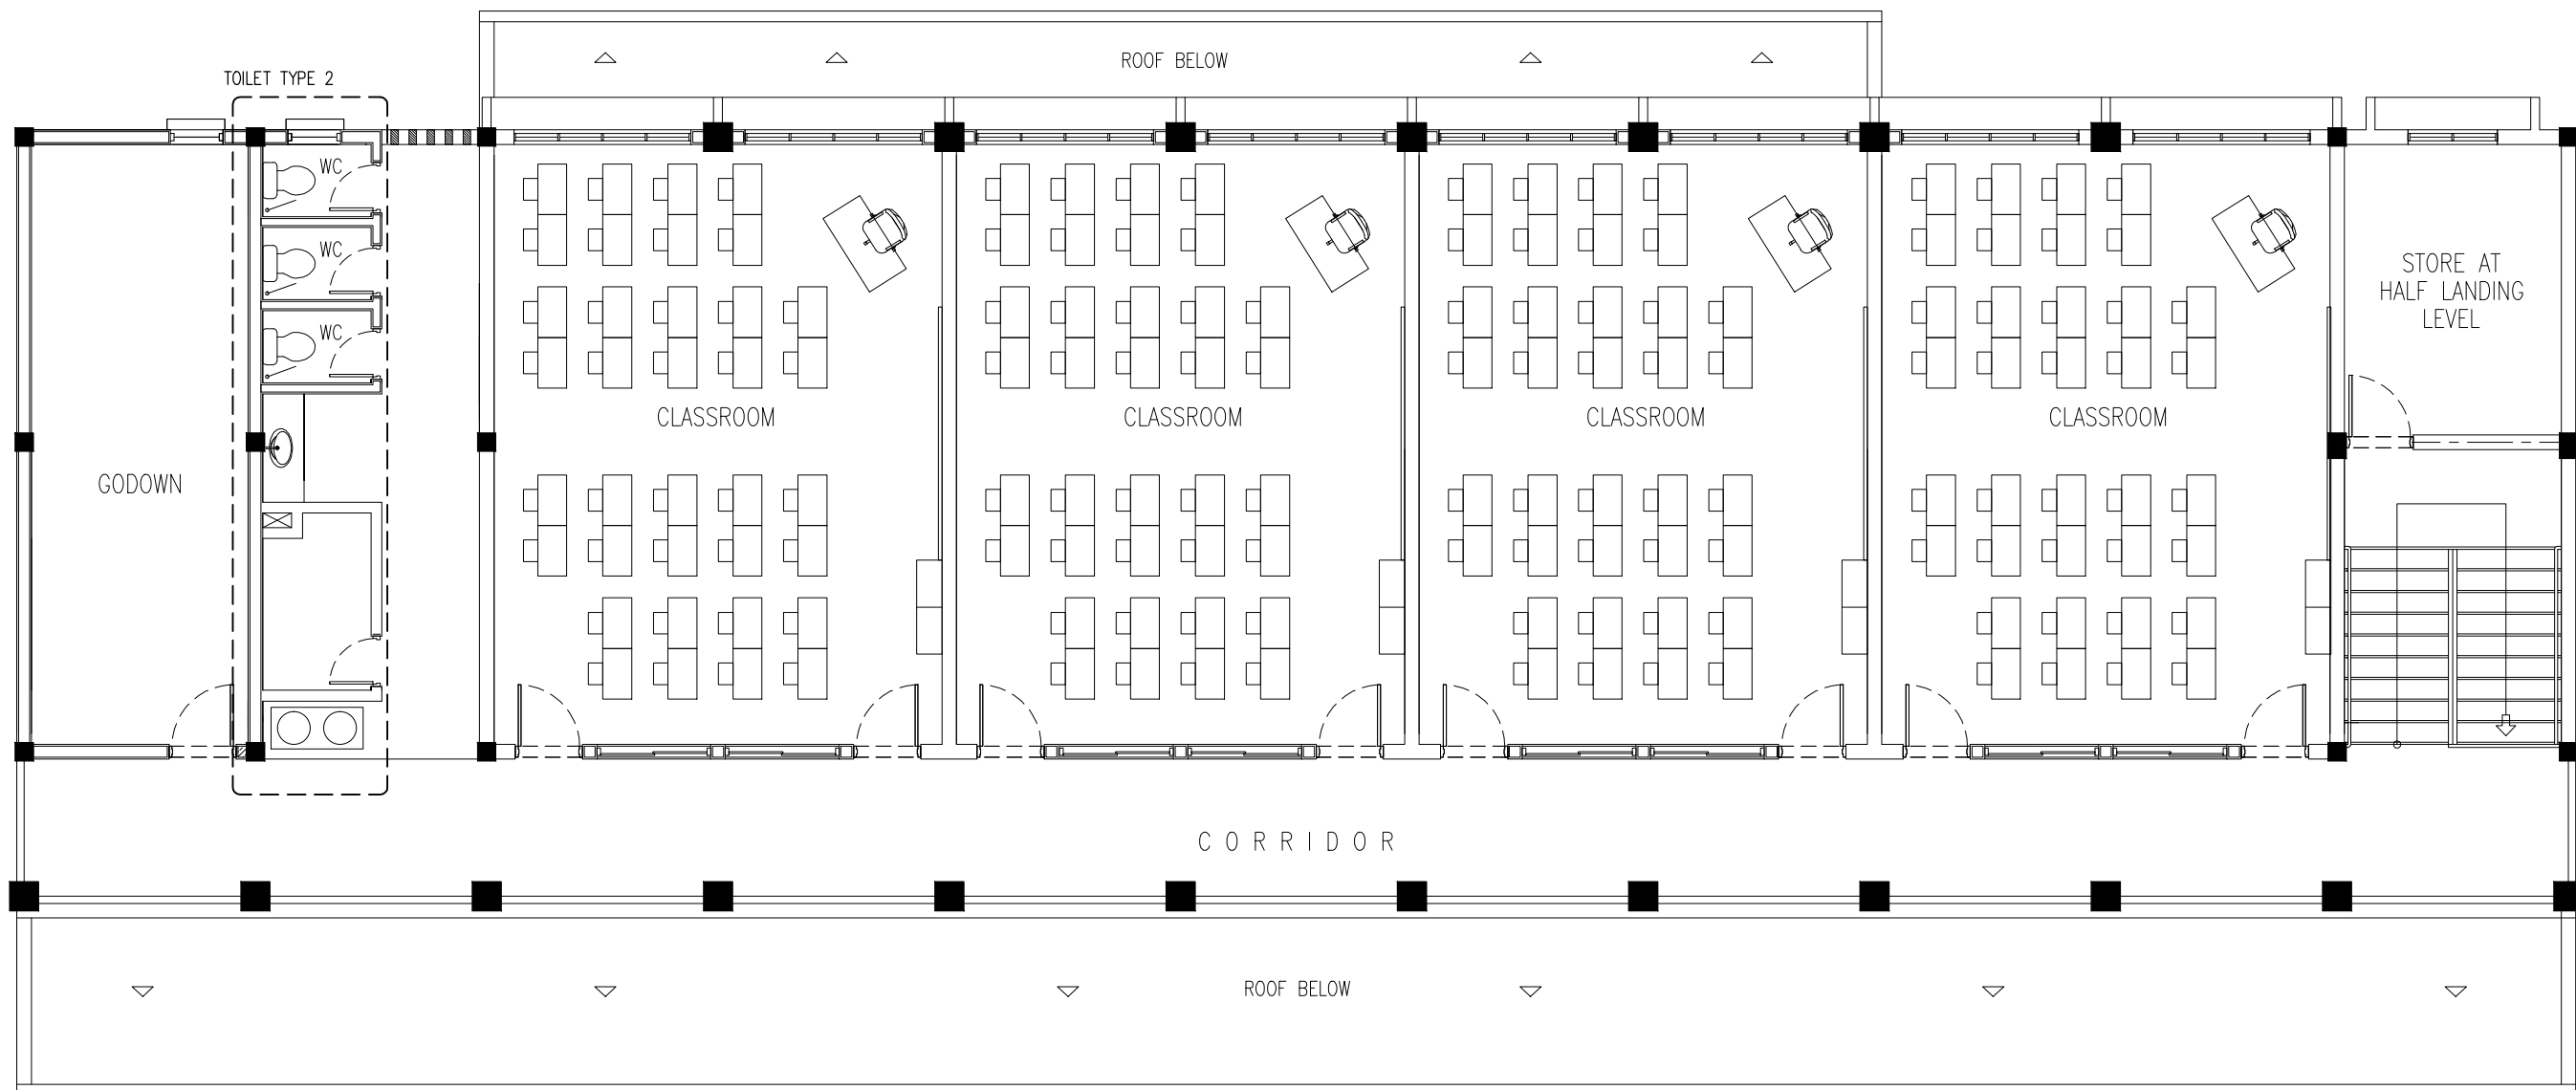 ROOF BELOW
TOILET TYPE 2
WC
WC
WC
STORE AT
HALF LANDING
LEVEL
CLASSROOM
CLASSROOM
CLASSROOM
CLASSROOM
GODOWN
CORRIDOR
ROOF BELOW